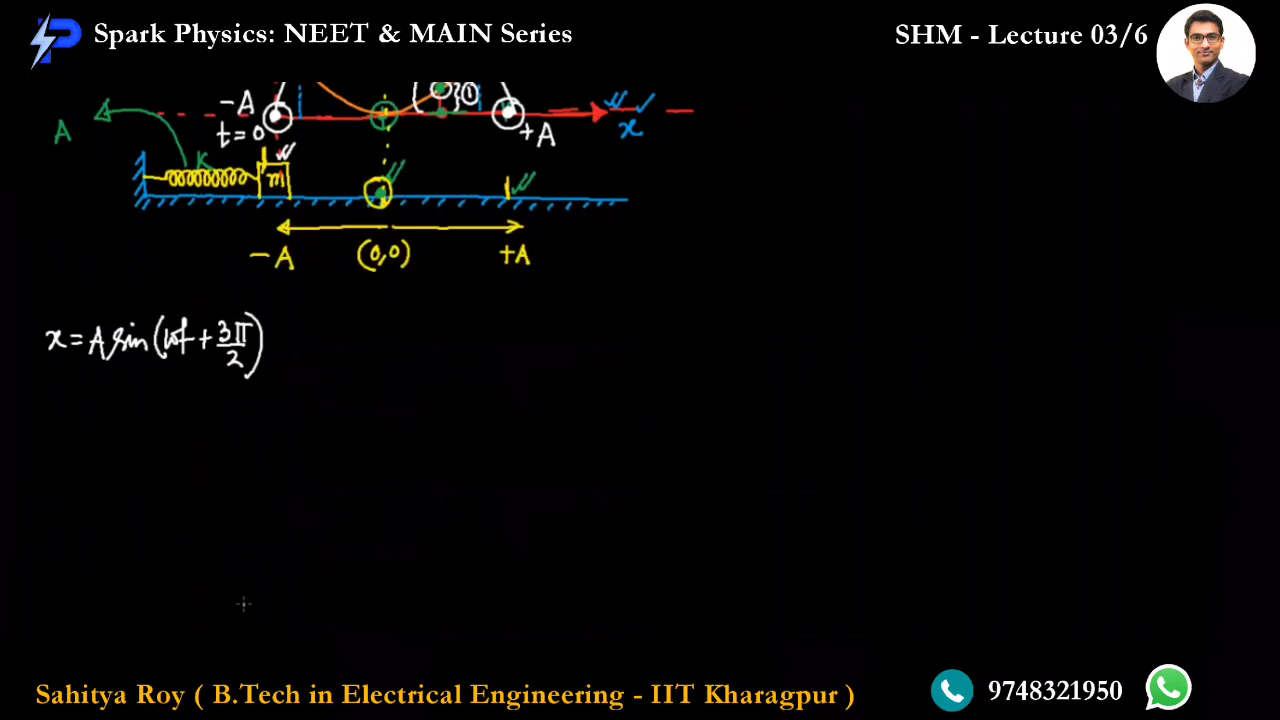 Spark Physics: NEET & MAIN Series
SHM - Lecture 03/6
-A
t=0
①
+A
x
A
K
m
-A
(0,0)
+A
x = A sin(ωt + 3π/2)
Sahitya Roy ( B.Tech in Electrical Engineering - IIT Kharagpur )
9748321950